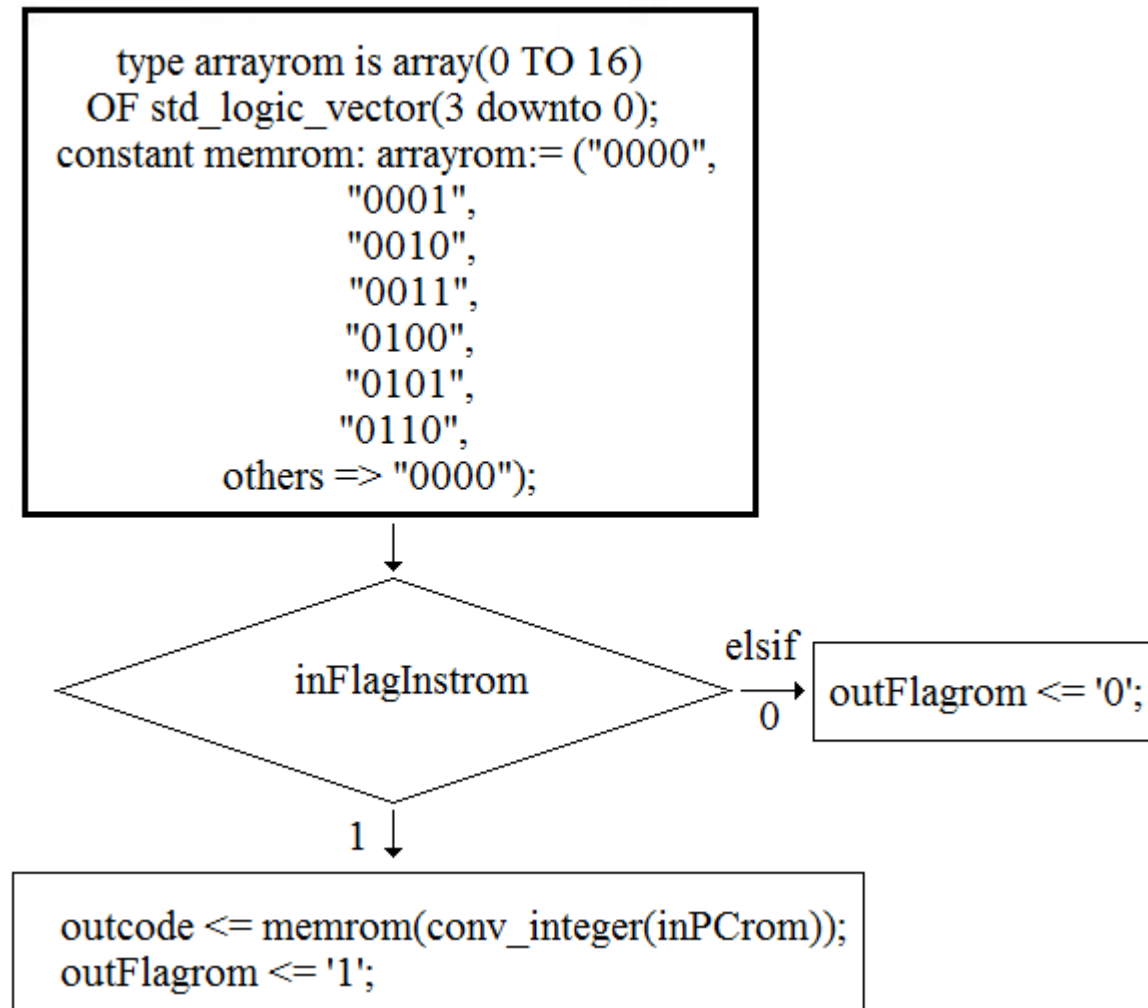 type arrayrom is array(0 TO 16)
OF std_logic_vector(3 downto 0);
constant memrom: arrayrom:= ("0000",
"0001",
"0010",
"0011",
"0100",
"0101",
"0110",
others => "0000");
inFlagInstrom
elsif
0
outFlagrom <= '0';
1
outcode <= memrom(conv_integer(inPCrom));
outFlagrom <= '1';